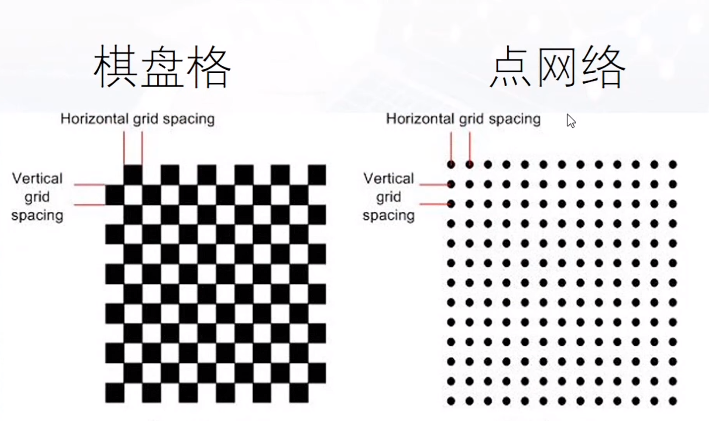 棋盘格
点网络
Horizontal grid spacing
Horizontal grid spacing
Vertical
grid
spacing
Vertical
grid
spacing